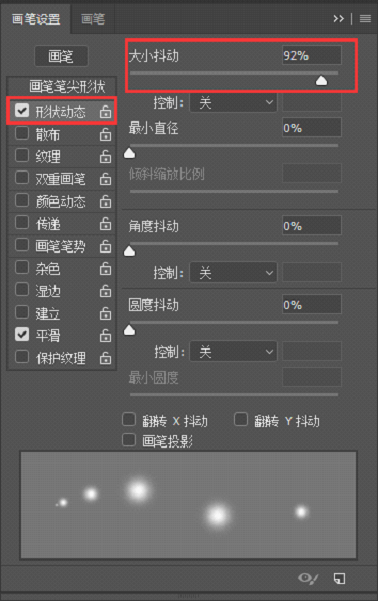 画笔设置 画笔
画笔
画笔笔尖形状
形状动态
散布
纹理
双重画笔
颜色动态
传递
画笔笔势
杂色
湿边
建立
平滑
保护纹理
大小抖动 92%
控制: 关
最小直径 0%
倾斜缩放比例
角度抖动 0%
控制: 关
圆度抖动 0%
控制: 关
最小圆度
翻转 X 抖动 翻转 Y 抖动
画笔投影